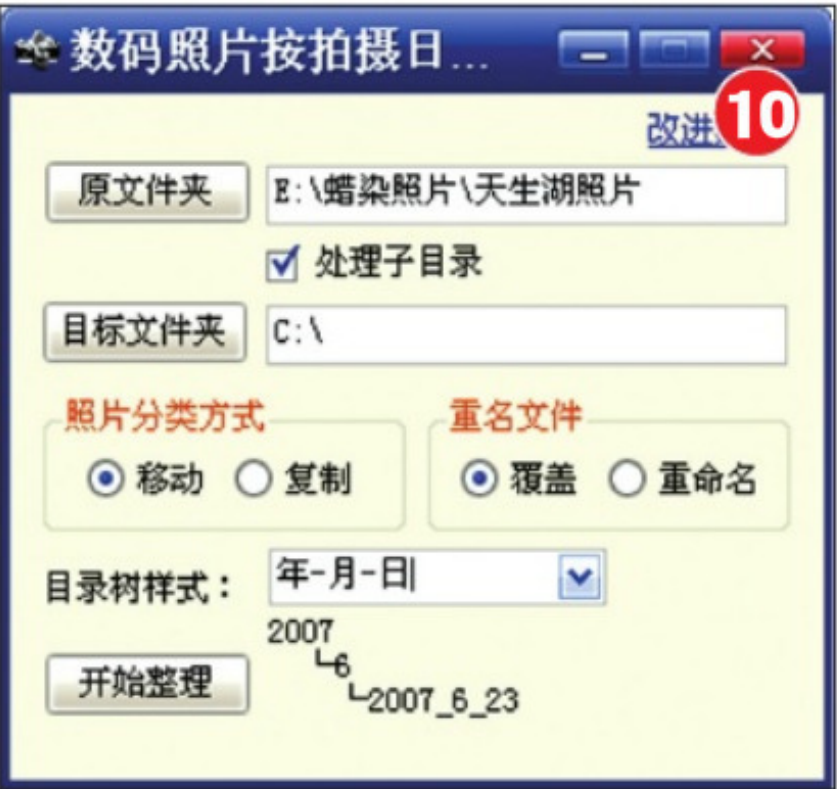 数码照片按拍摄日...
10
改进
原文件夹 E:\蜡染照片\天生湖照片
处理子目录
目标文件夹 C:\
照片分类方式 重名文件
移动 复制 覆盖 重命名
目录树样式： 年-月-日
2007
6
开始整理
2007_6_23